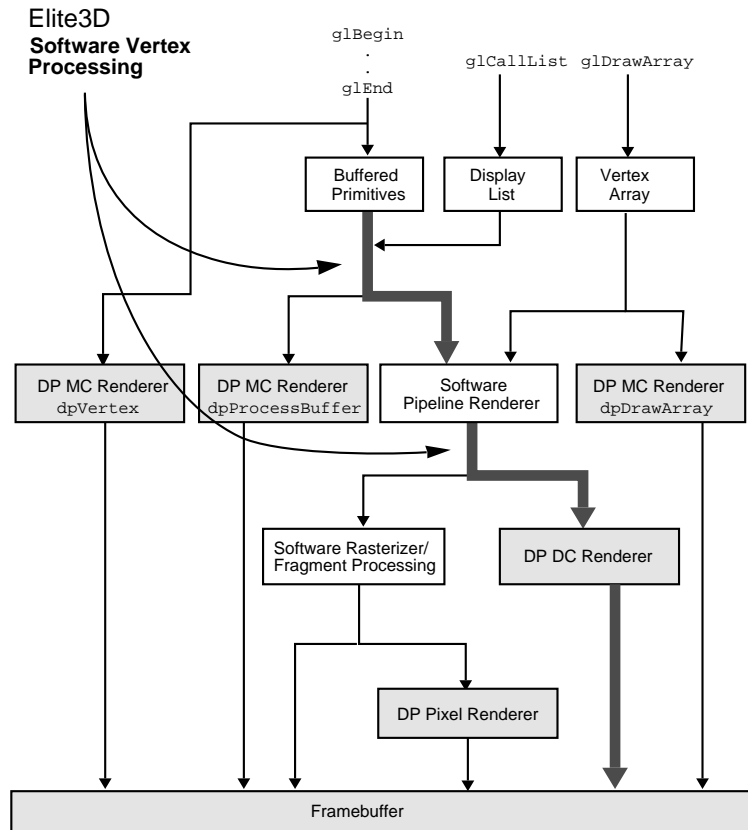 Elite3D
Software Vertex
Processing
glBegin
.
.
glEnd
glCallList
glDrawArray
Buffered
Primitives
Display
List
Vertex
Array
DP MC Renderer
dpVertex
DP MC Renderer
dpProcessBuffer
Software
Pipeline Renderer
DP MC Renderer
dpDrawArray
Software Rasterizer/
Fragment Processing
DP DC Renderer
DP Pixel Renderer
Framebuffer